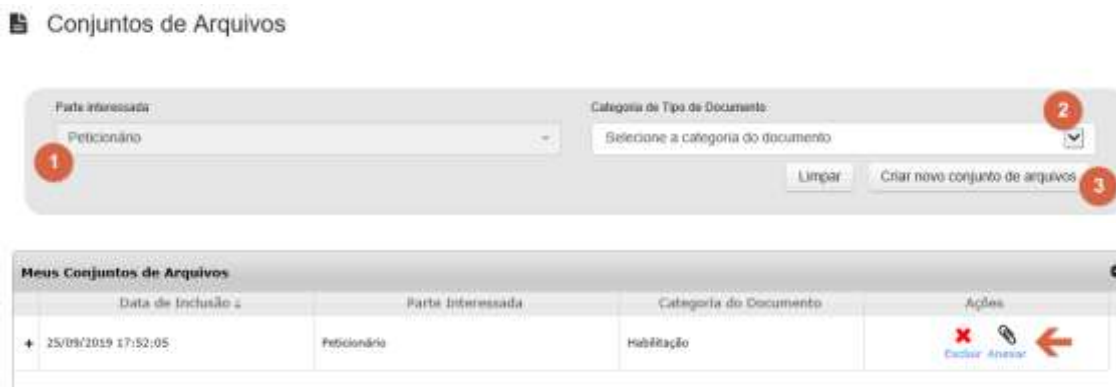 Conjuntos de Arquivos
Parte interessada
Categoria de Tipo de Documento
2
Peticionário
Selecione a categoria do documento
1
Limpar
Criar novo conjunto de arquivos
3
Meus Conjuntos de Arquivos
Data de Inclusão
Parte Interessada
Categoria do Documento
Ações
+ 25/09/2019 17:52:05
Peticionário
Habilitação
Excluir Anexar